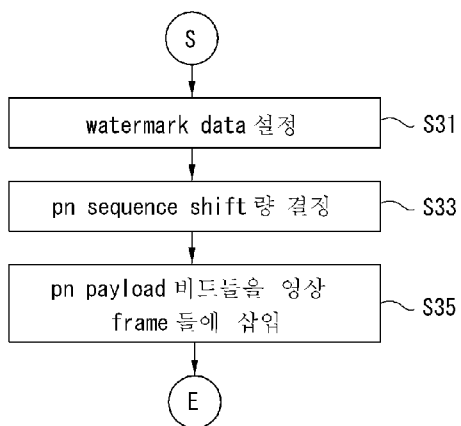 S
watermark data 설정
S31
pn sequence shift 량 결정
S33
pn payload 비트들을 영상
frame 들에 삽입
S35
E